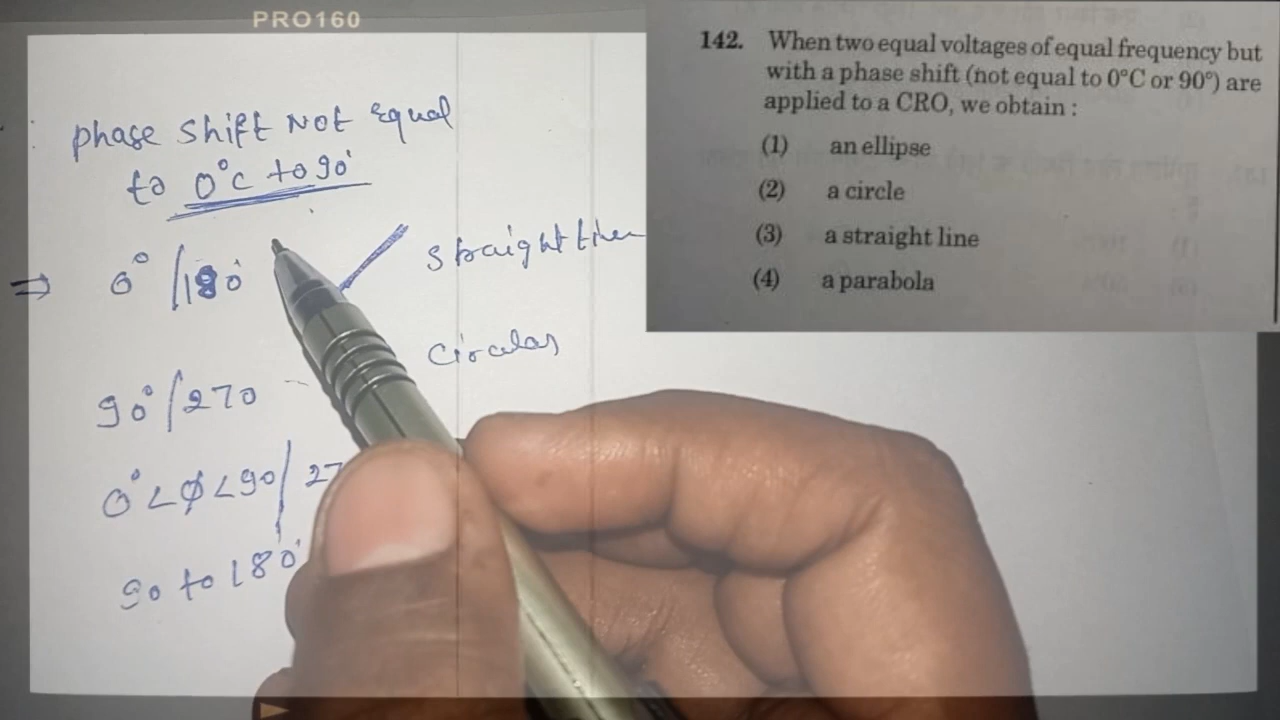 PRO160
phase shift NOT Equal
to 0°C to 90°
⇒ 0° /180 straight
90°/270 circular
0° < φ < 90/ 27
90 to 180°
142. When two equal voltages of equal frequency but
with a phase shift (not equal to 0°C or 90°) are
applied to a CRO, we obtain :
(1) an ellipse
(2) a circle
(3) a straight line
(4) a parabola